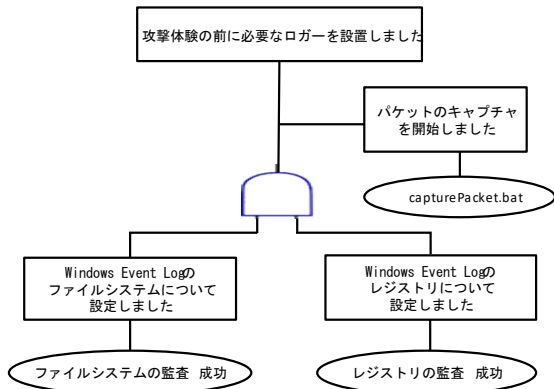 攻撃体験の前に必要なロガーを設置しました
パケットのキャプチャ
を開始しました
capturePacket.bat
Windows Event Logの
ファイルシステムについて
設定しました
Windows Event Logの
レジストリについて
設定しました
ファイルシステムの監査 成功
レジストリの監査 成功